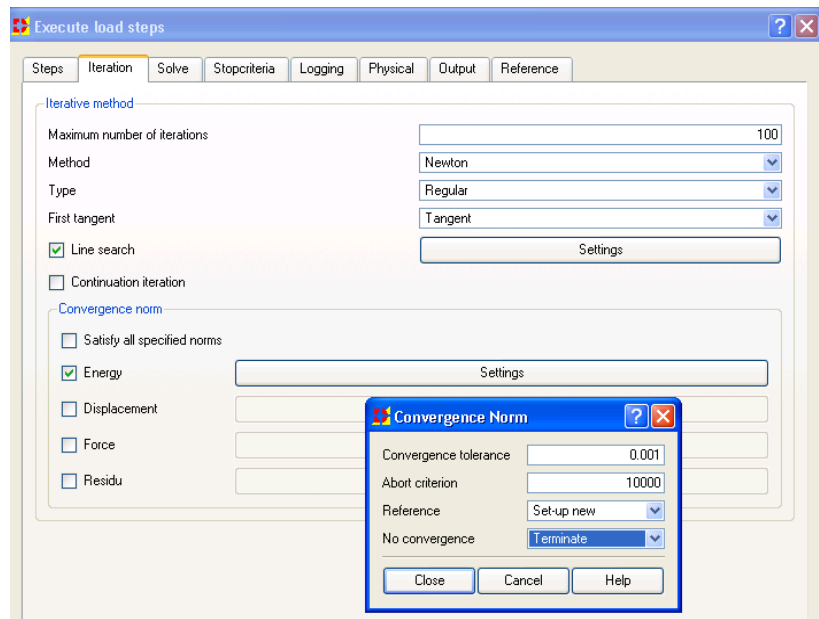 Execute load steps
Steps Iteration Solve Stopcriteria Logging Physical Output Reference
Iterative method
Maximum number of iterations 100
Method Newton
Type Regular
First tangent Tangent
Line search Settings
Continuation iteration
Convergence norm
Satisfy all specified norms
Energy Settings
Displacement
Force
Residu
Convergence Norm
Convergence tolerance 0.001
Abort criterion 10000
Reference Set-up new
No convergence Terminate
Close Cancel Help